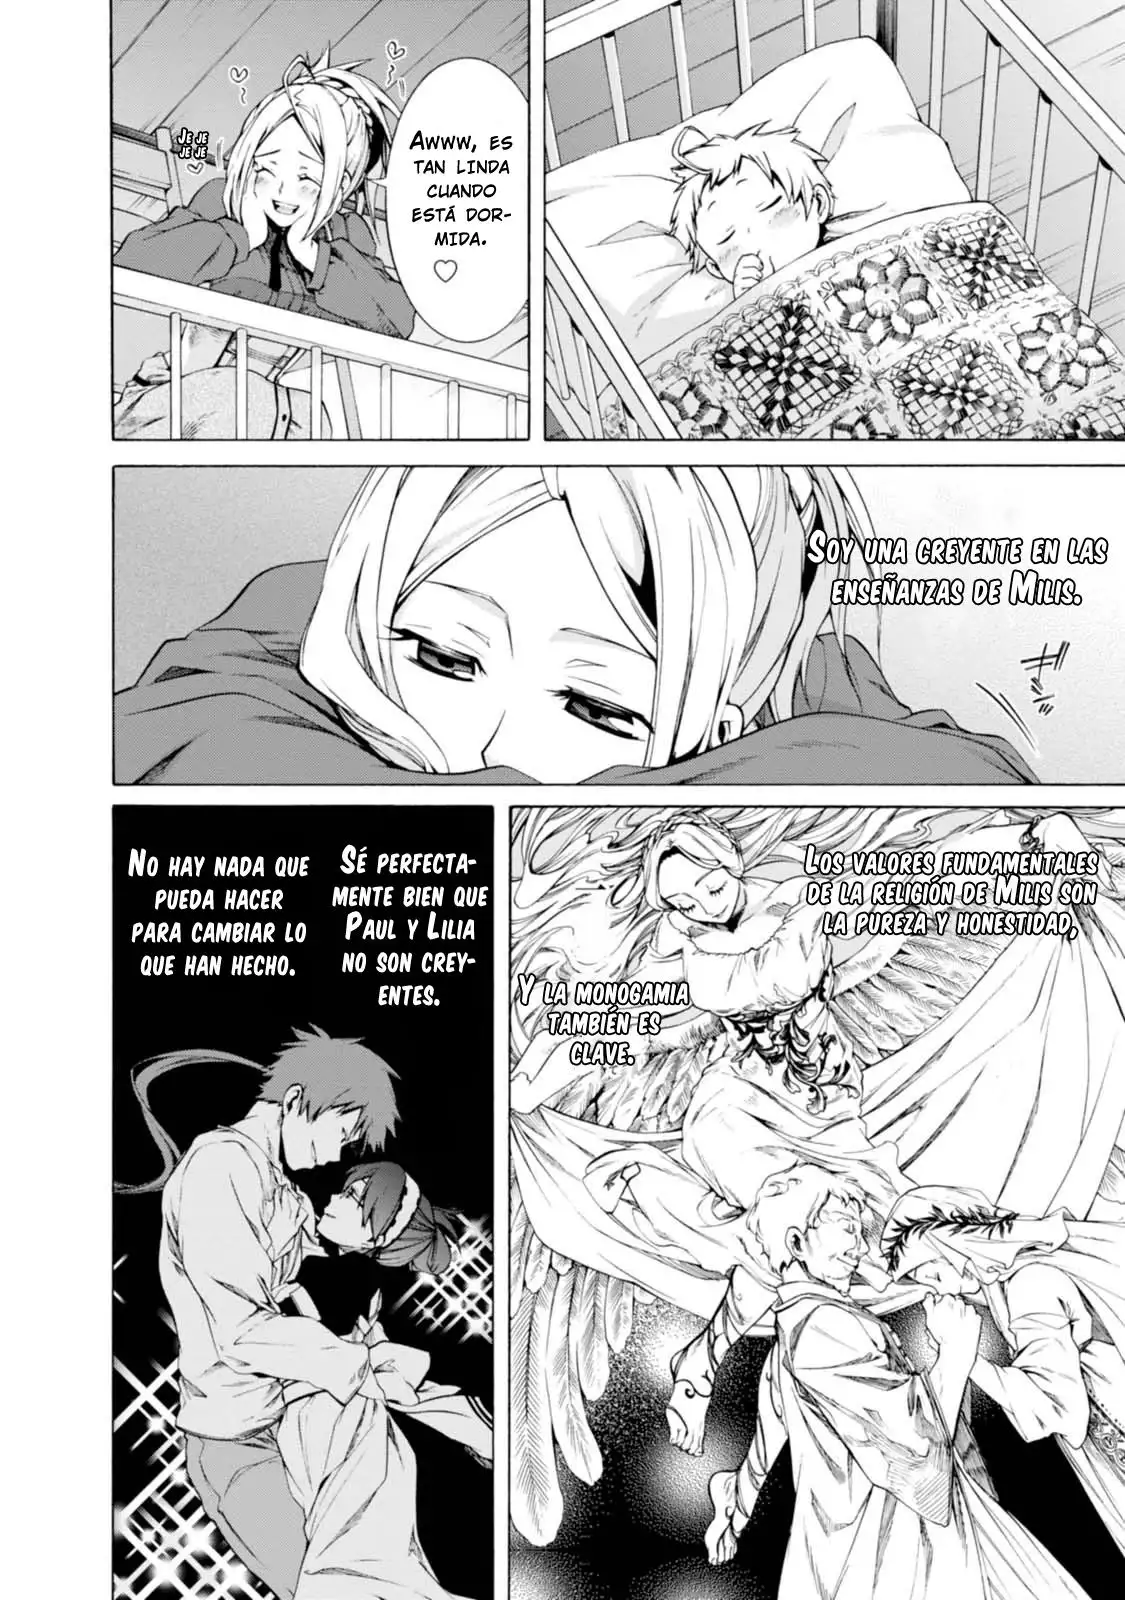 AWWW, ES
TAN LINDA
CUANDO
ESTÁ DOR-
MIDA.
♡
JE JE
JE JE
SOY UNA CREYENTE EN LAS
ENSEÑANZAS DE MILIS.
LOS VALORES FUNDAMENTALES
DE LA RELIGIÓN DE MILIS SON
LA PUREZA Y HONESTIDAD,
Y LA MONOGAMIA
TAMBIÉN ES
CLAVE.
SÉ PERFECTA-
MENTE BIEN QUE
PAUL Y LILIA
NO SON CREY-
ENTES.
NO HAY NADA QUE
PUEDA HACER
PARA CAMBIAR LO
QUE HAN HECHO.